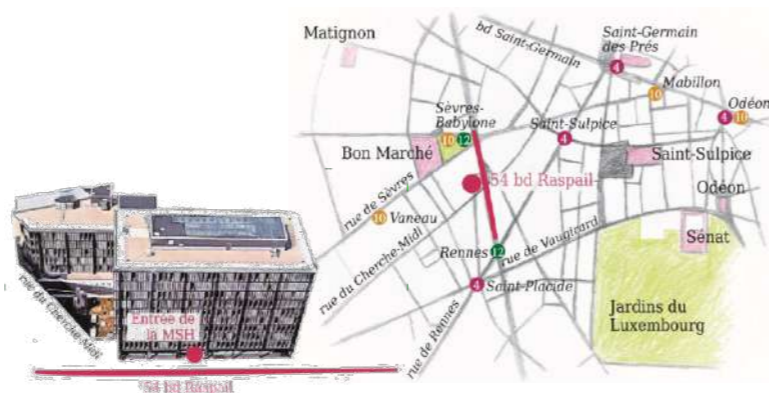 Matignon
bd Saint-Germain
Saint-Germain
des Prés
4
Mabillon
10
Odéon
4 10
Sèvres-
Babylone
10 12
Saint-Sulpice
4
Bon Marché
Saint-Sulpice
54 bd Raspail
rue de Sèvres
Odéon
10 Vaneau
Sénat
rue de Vaugirard
Rennes 12
rue du Cherche-Midi
4 Saint-Placide
Jardins du
Luxembourg
rue de Rennes
rue du Cherche-Midi
Entrée de
la MSH
54 bd Raspail